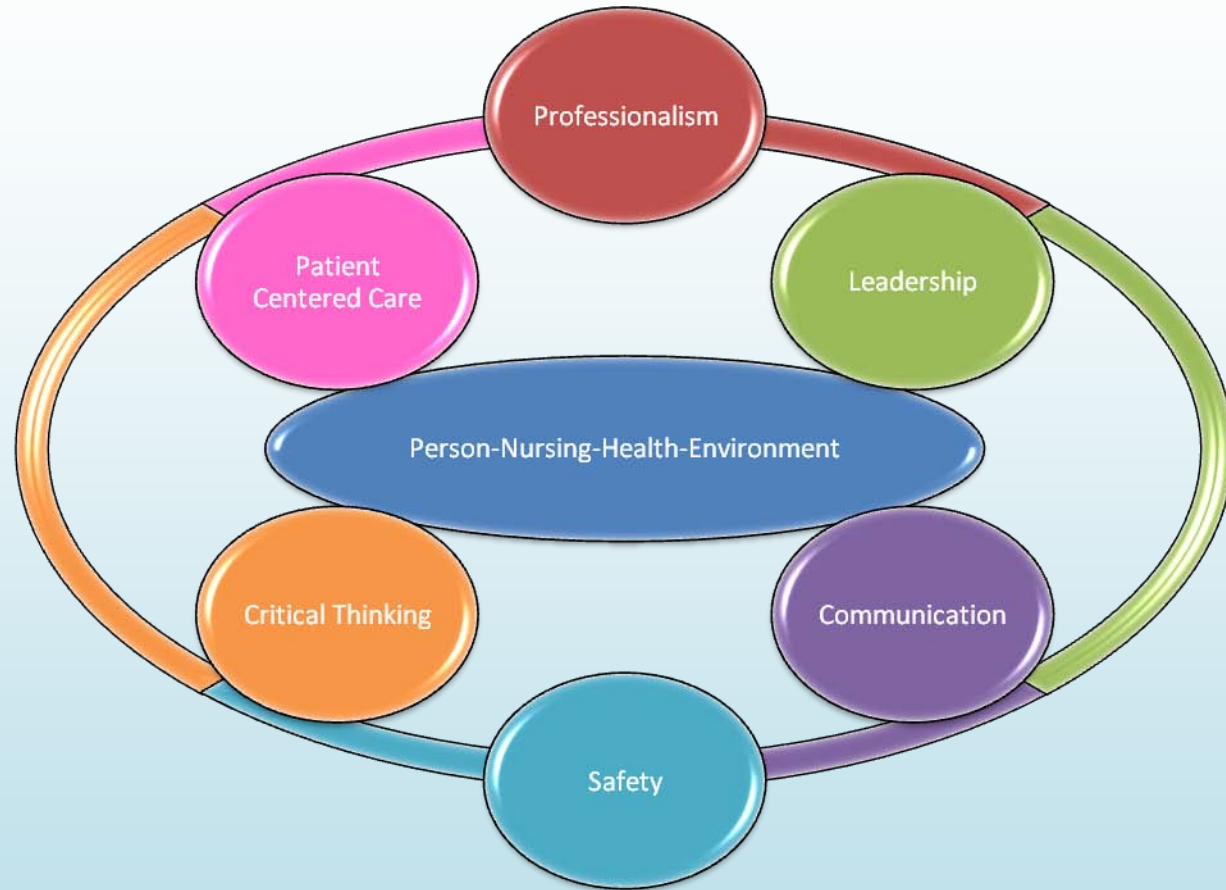 Professionalism
Patient
Centered Care
Leadership
Person-Nursing-Health-Environment
Critical Thinking
Communication
Safety